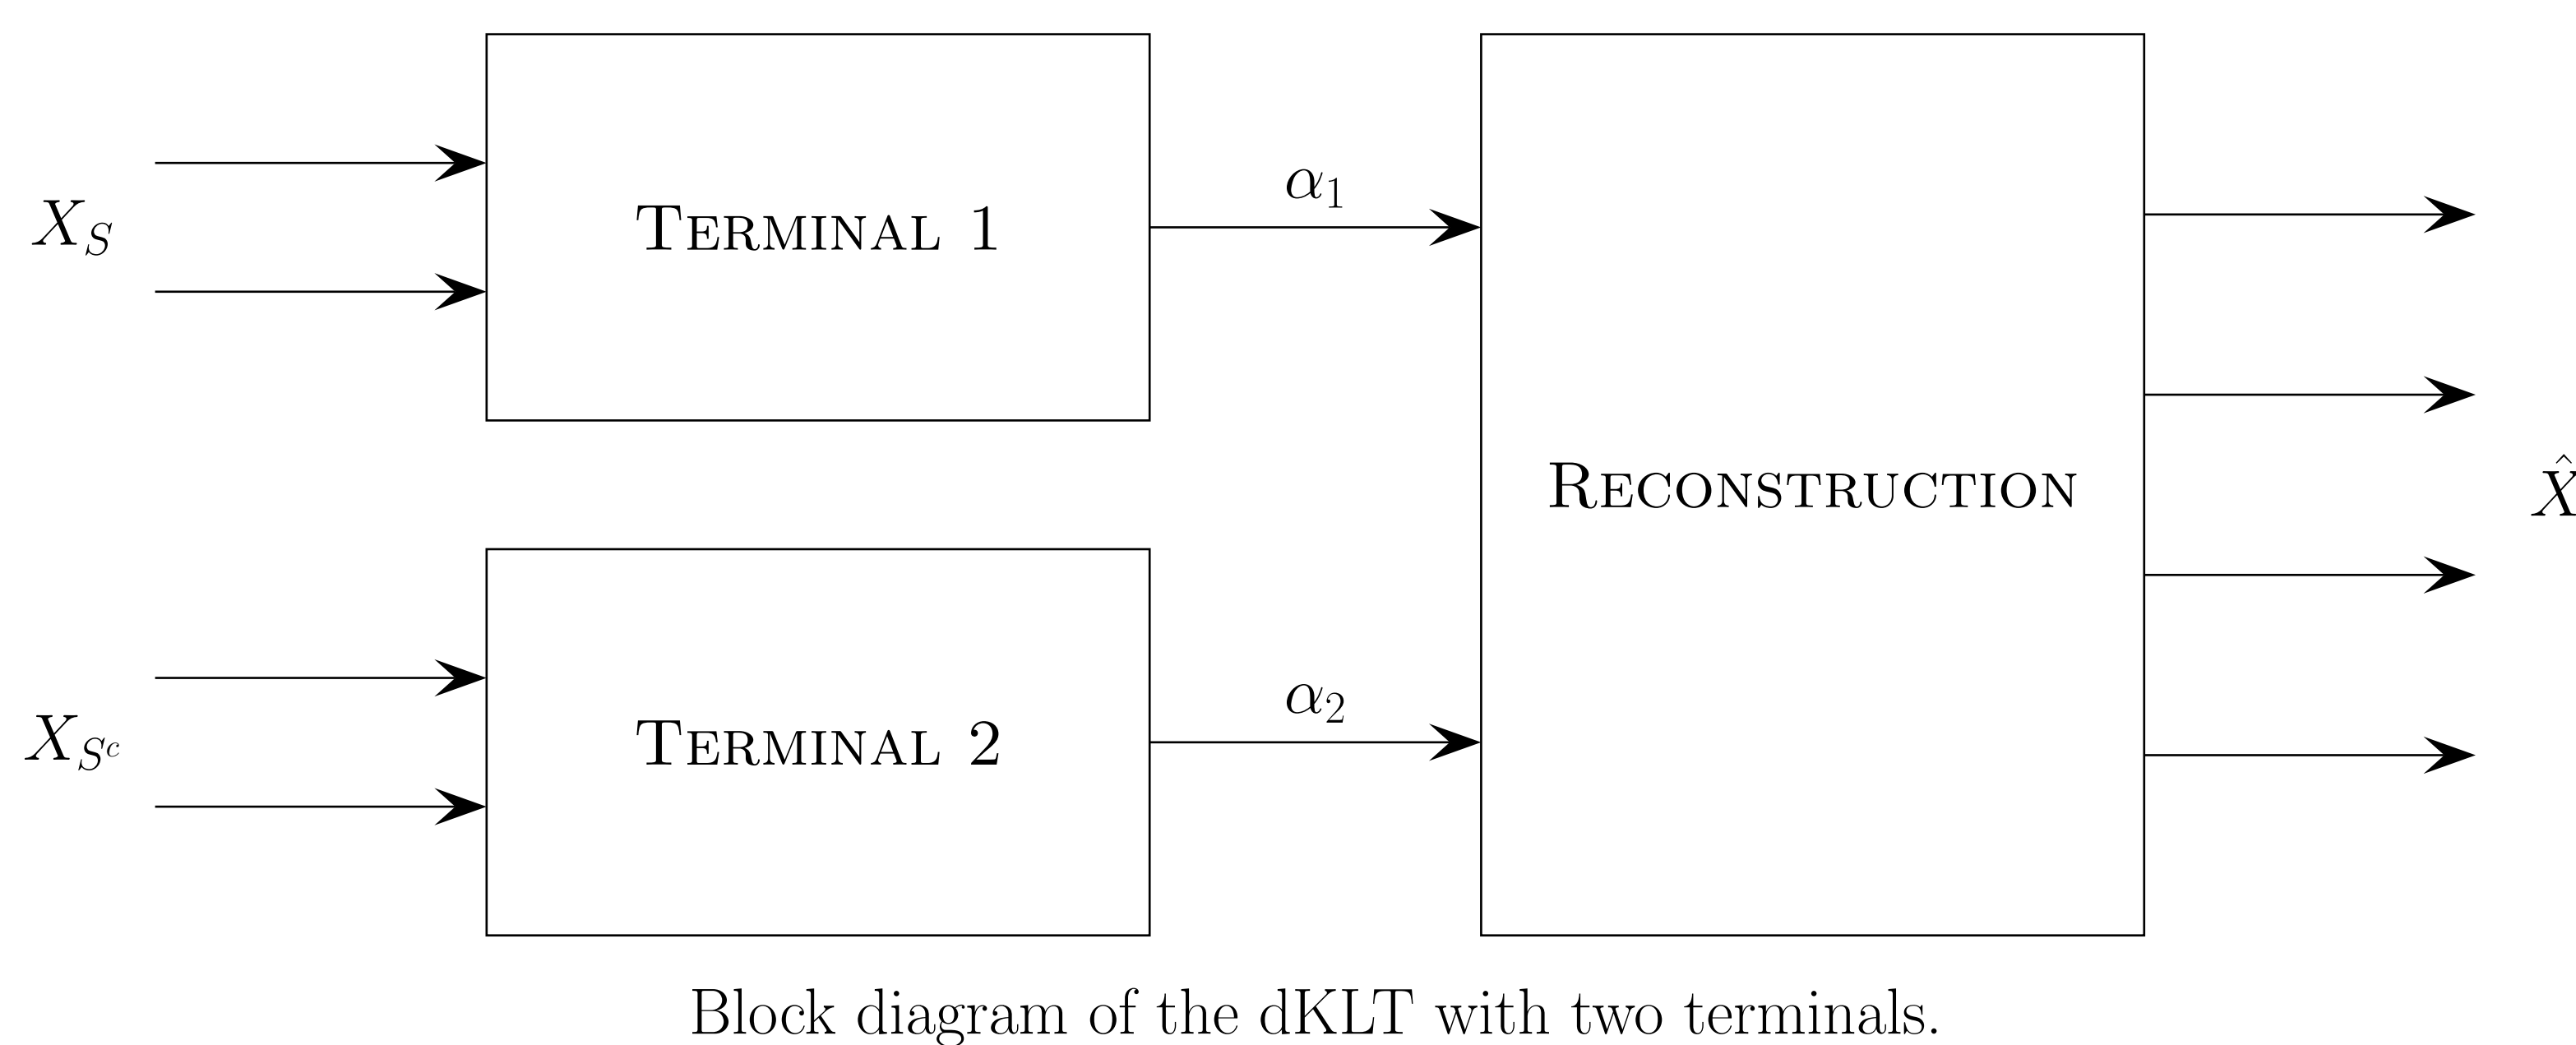 X_S
TERMINAL 1
α_1
X_{S^c}
TERMINAL 2
α_2
RECONSTRUCTION
X̂
Block diagram of the dKLT with two terminals.